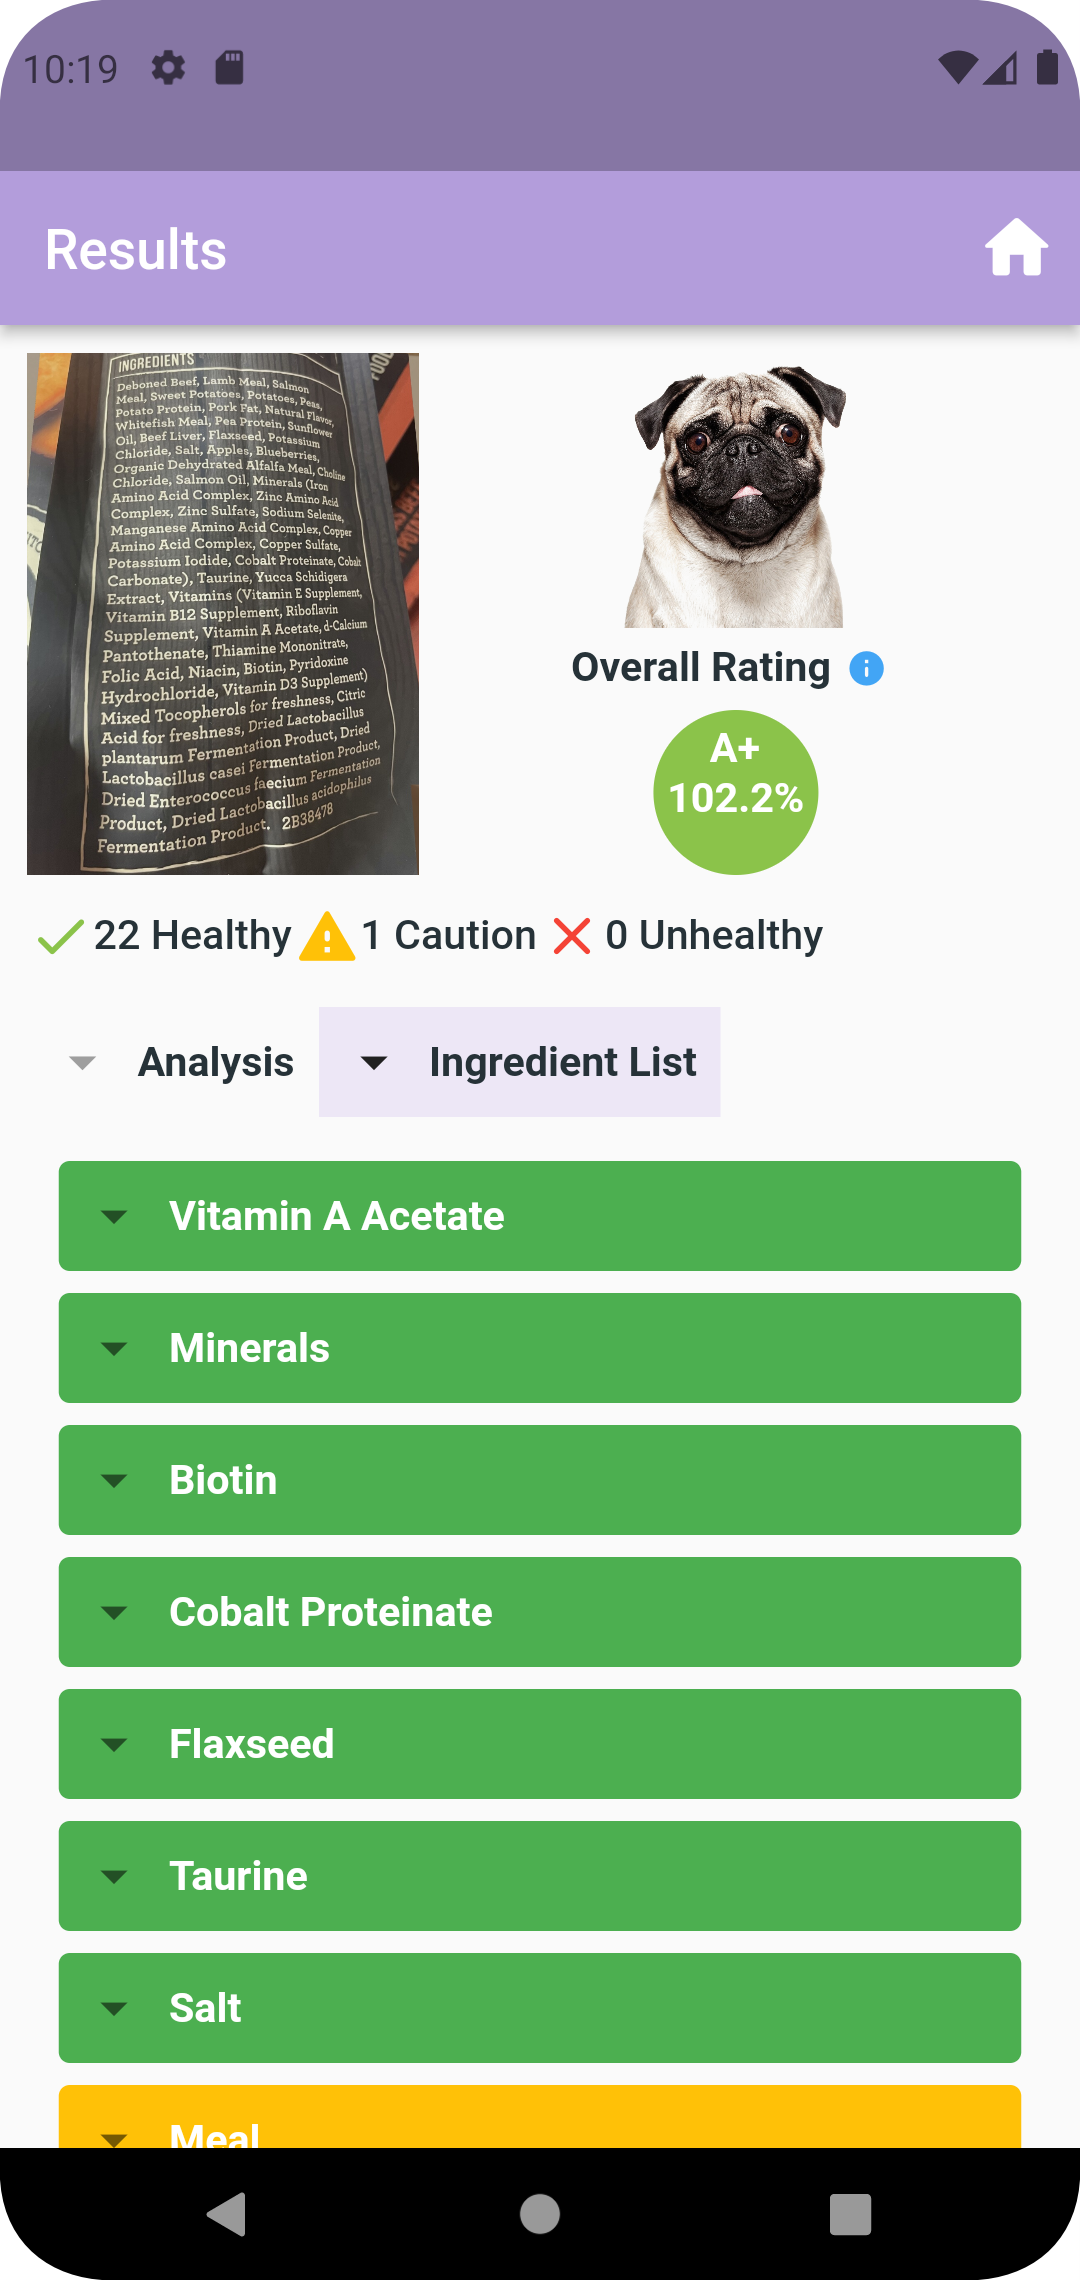 10:19
Results
INGREDIENTS
Deboned Beef, Lamb Meal, Salmon
Meal, Sweet Potatoes, Potatoes, Peas,
Potato Protein, Pork Fat, Natural Flavor,
Whitefish Meal, Pea Protein, Sunflower
Oil, Beef Liver, Flaxseed, Potassium
Chloride, Salt, Apples, Blueberries,
Organic Dehydrated Alfalfa Meal, Choline
Chloride, Salmon Oil, Minerals (Iron
Amino Acid Complex, Zinc Amino Acid
Complex, Zinc Sulfate, Sodium Selenite,
Manganese Amino Acid Complex, Copper
Amino Acid Complex, Copper Sulfate,
Potassium Iodide, Cobalt Proteinate, Cobalt
Carbonate), Taurine, Yucca Schidigera
Extract, Vitamins (Vitamin E Supplement,
Vitamin B12 Supplement, Riboflavin
Supplement, Vitamin A Acetate, d-Calcium
Pantothenate, Thiamine Mononitrate,
Folic Acid, Niacin, Biotin, Pyridoxine
Hydrochloride, Vitamin D3 Supplement)
Mixed Tocopherols for freshness, Citric
Acid for freshness, Dried Lactobacillus
plantarum Fermentation Product, Dried
Lactobacillus casei Fermentation Product,
Dried Enterococcus faecium Fermentation
Product, Dried Lactobacillus acidophilus
Fermentation Product. 2B38478
FOOD
Overall Rating
A+
102.2%
22 Healthy 1 Caution 0 Unhealthy
Analysis Ingredient List
Vitamin A Acetate
Minerals
Biotin
Cobalt Proteinate
Flaxseed
Taurine
Salt
Meal